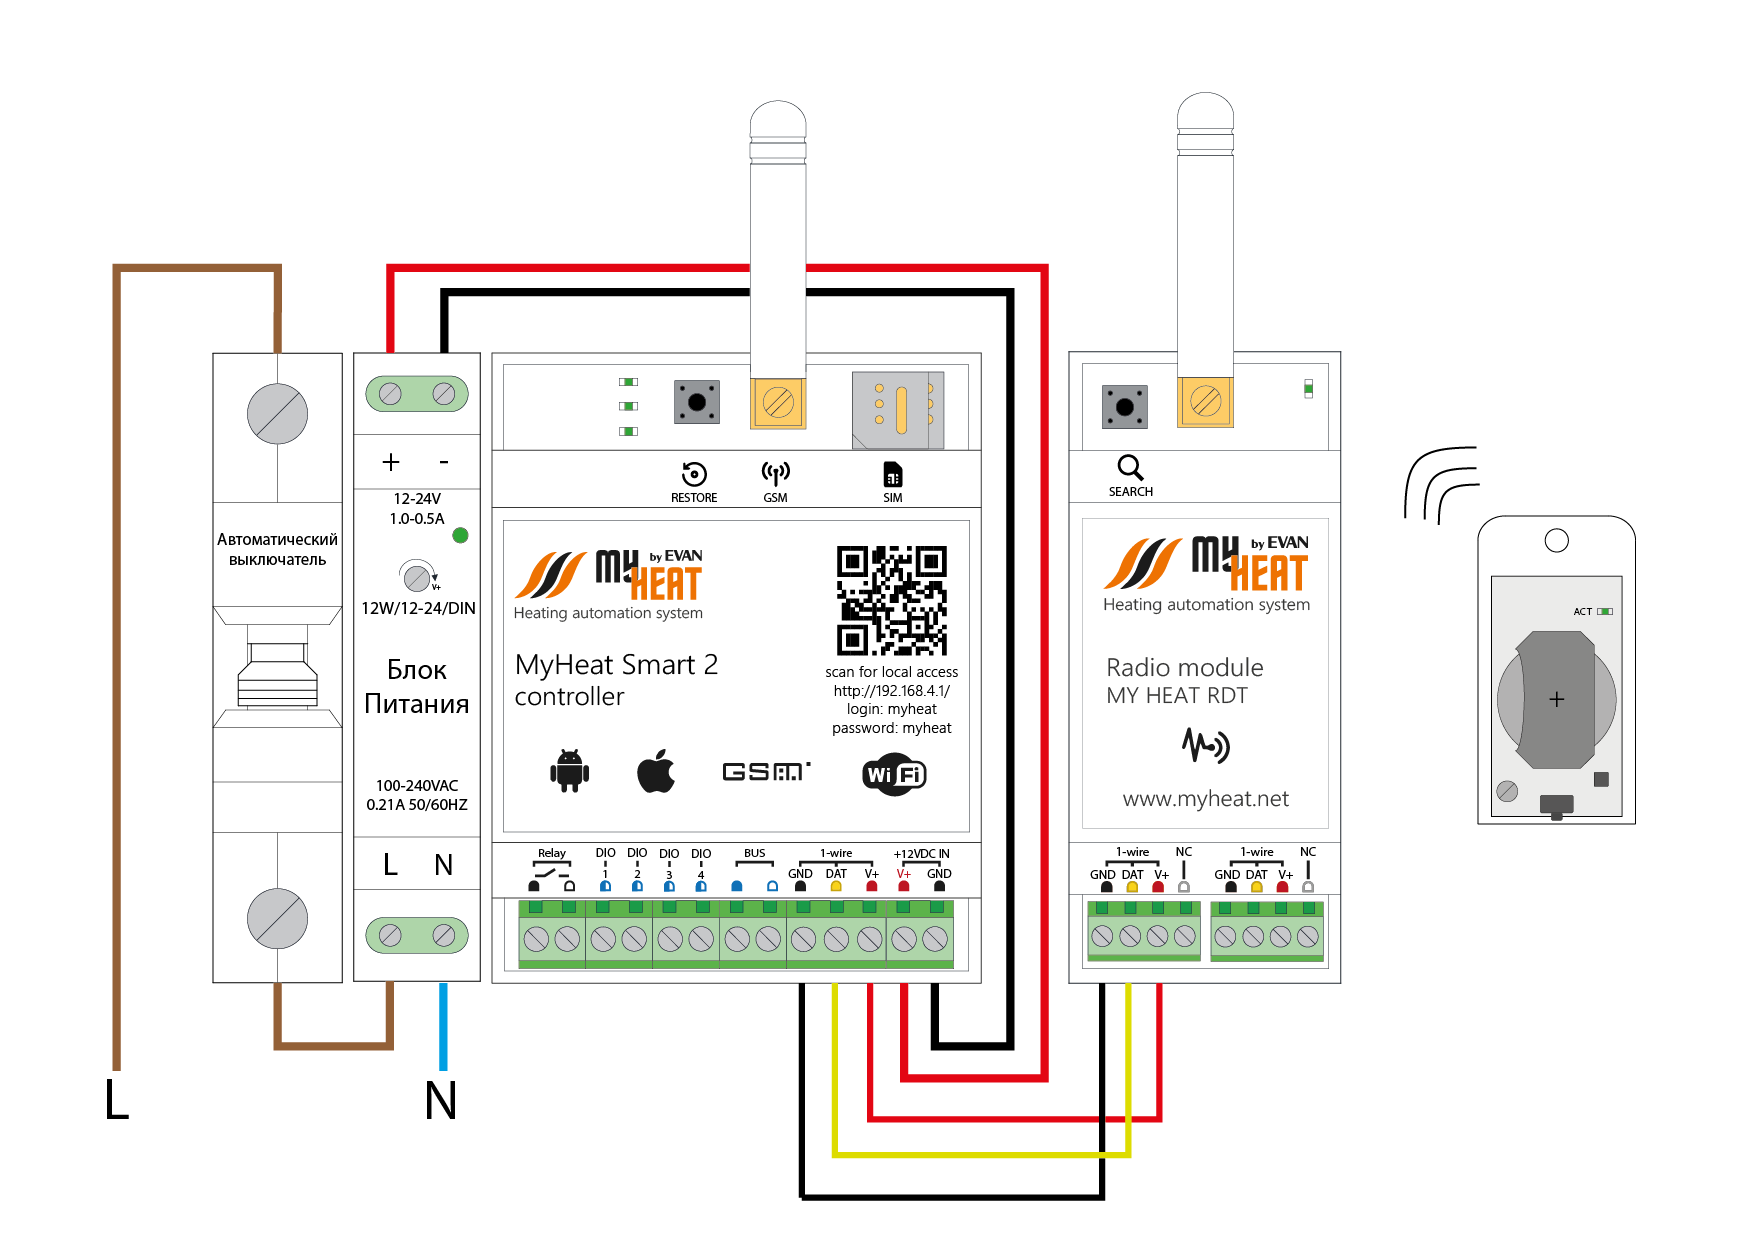 Автоматический
выключатель
+ -
12-24V
1.0-0.5A
V+
12W/12-24/DIN
Блок
Питания
100-240VAC
0.21A 50/60HZ
L N
L
N
RESTORE
GSM
SIM
MY HEAT by EVAN
Heating automation system
MyHeat Smart 2
controller
scan for local access
http://192.168.4.1/
login: myheat
password: myheat
GSM
Wi Fi
Relay
DIO 1
DIO 2
DIO 3
DIO 4
BUS
1-wire
GND DAT V+
+12VDC IN
V+ GND
SEARCH
MY HEAT by EVAN
Heating automation system
Radio module
MY HEAT RDT
www.myheat.net
1-wire NC
GND DAT V+
1-wire NC
GND DAT V+
ACT
+